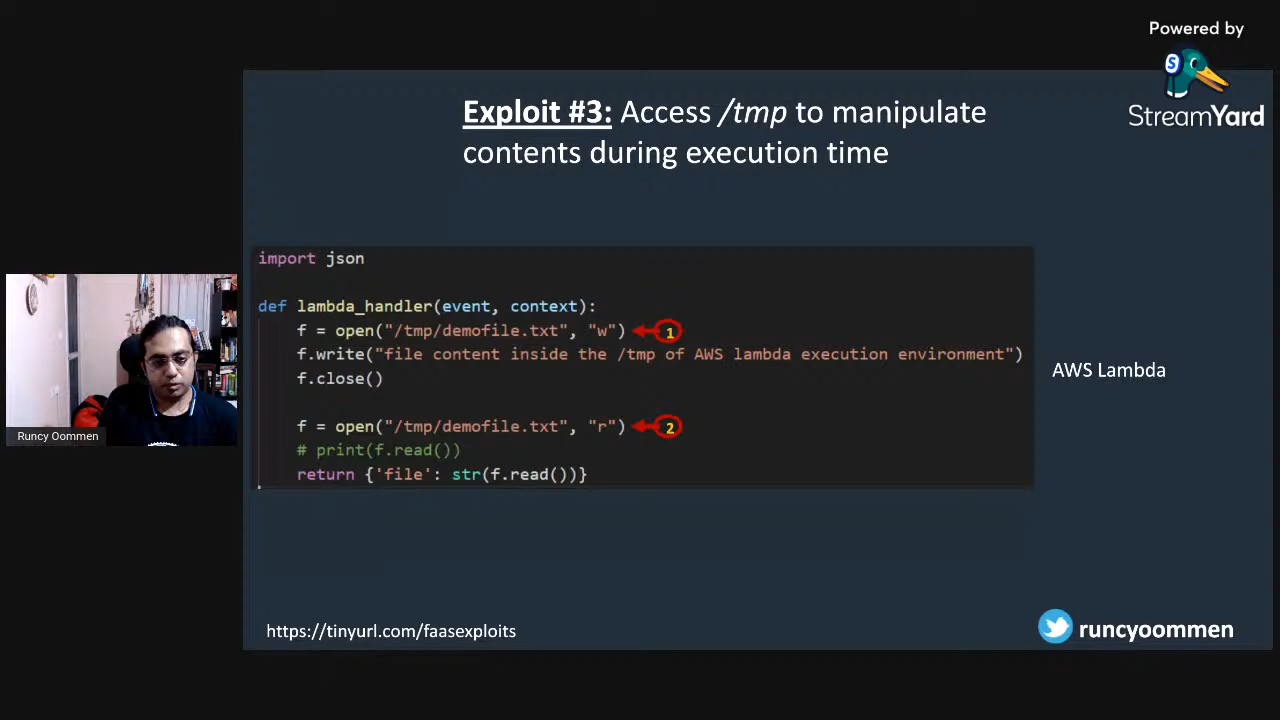 Powered by
S
StreamYard
Exploit #3: Access /tmp to manipulate
contents during execution time
import json
def lambda_handler(event, context):
f = open("/tmp/demofile.txt", "w")
1
f.write("file content inside the /tmp of AWS lambda execution environment")
f.close()
f = open("/tmp/demofile.txt", "r")
2
# print(f.read())
return {'file': str(f.read())}
AWS Lambda
Runcy Oommen
https://tinyurl.com/faasexploits
runcyoommen